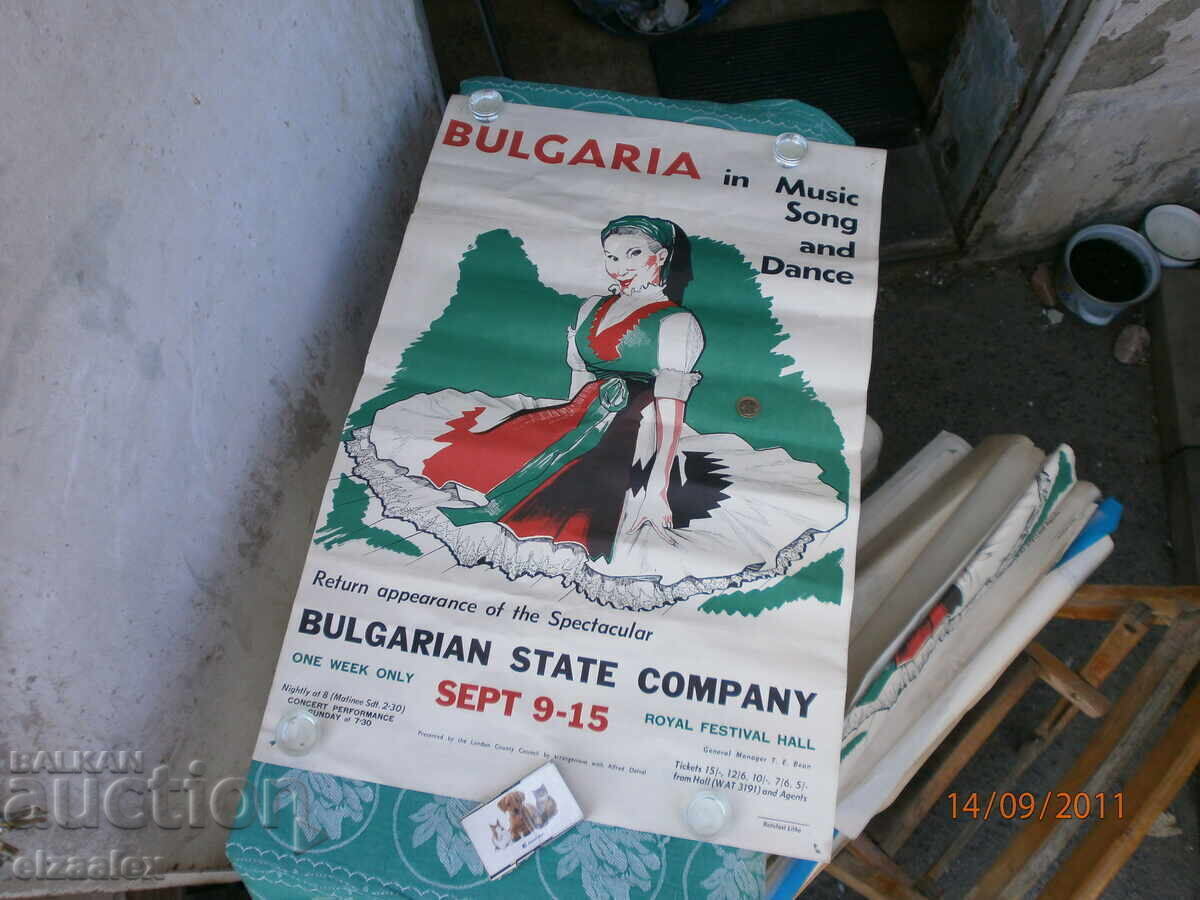 BULGARIA in Music
Song
and
Dance
Return appearance of the Spectacular
BULGARIAN STATE COMPANY
ONE WEEK ONLY
SEPT 9-15
ROYAL FESTIVAL HALL
Nightly at 8 (Matinee Sdt. 2·30)
CONCERT PERFORMANCE
SUNDAY at 7:30
General Manager T. E. Bean
Presented by the London County Council by arrangement with Alfred Delval
Tickets 15/-, 12/6, 10/-, 7/6, 5/-
from Hall (WAT 3191) and Agents
Litho
14/09/2011
BALKAN
auction
elzaalex